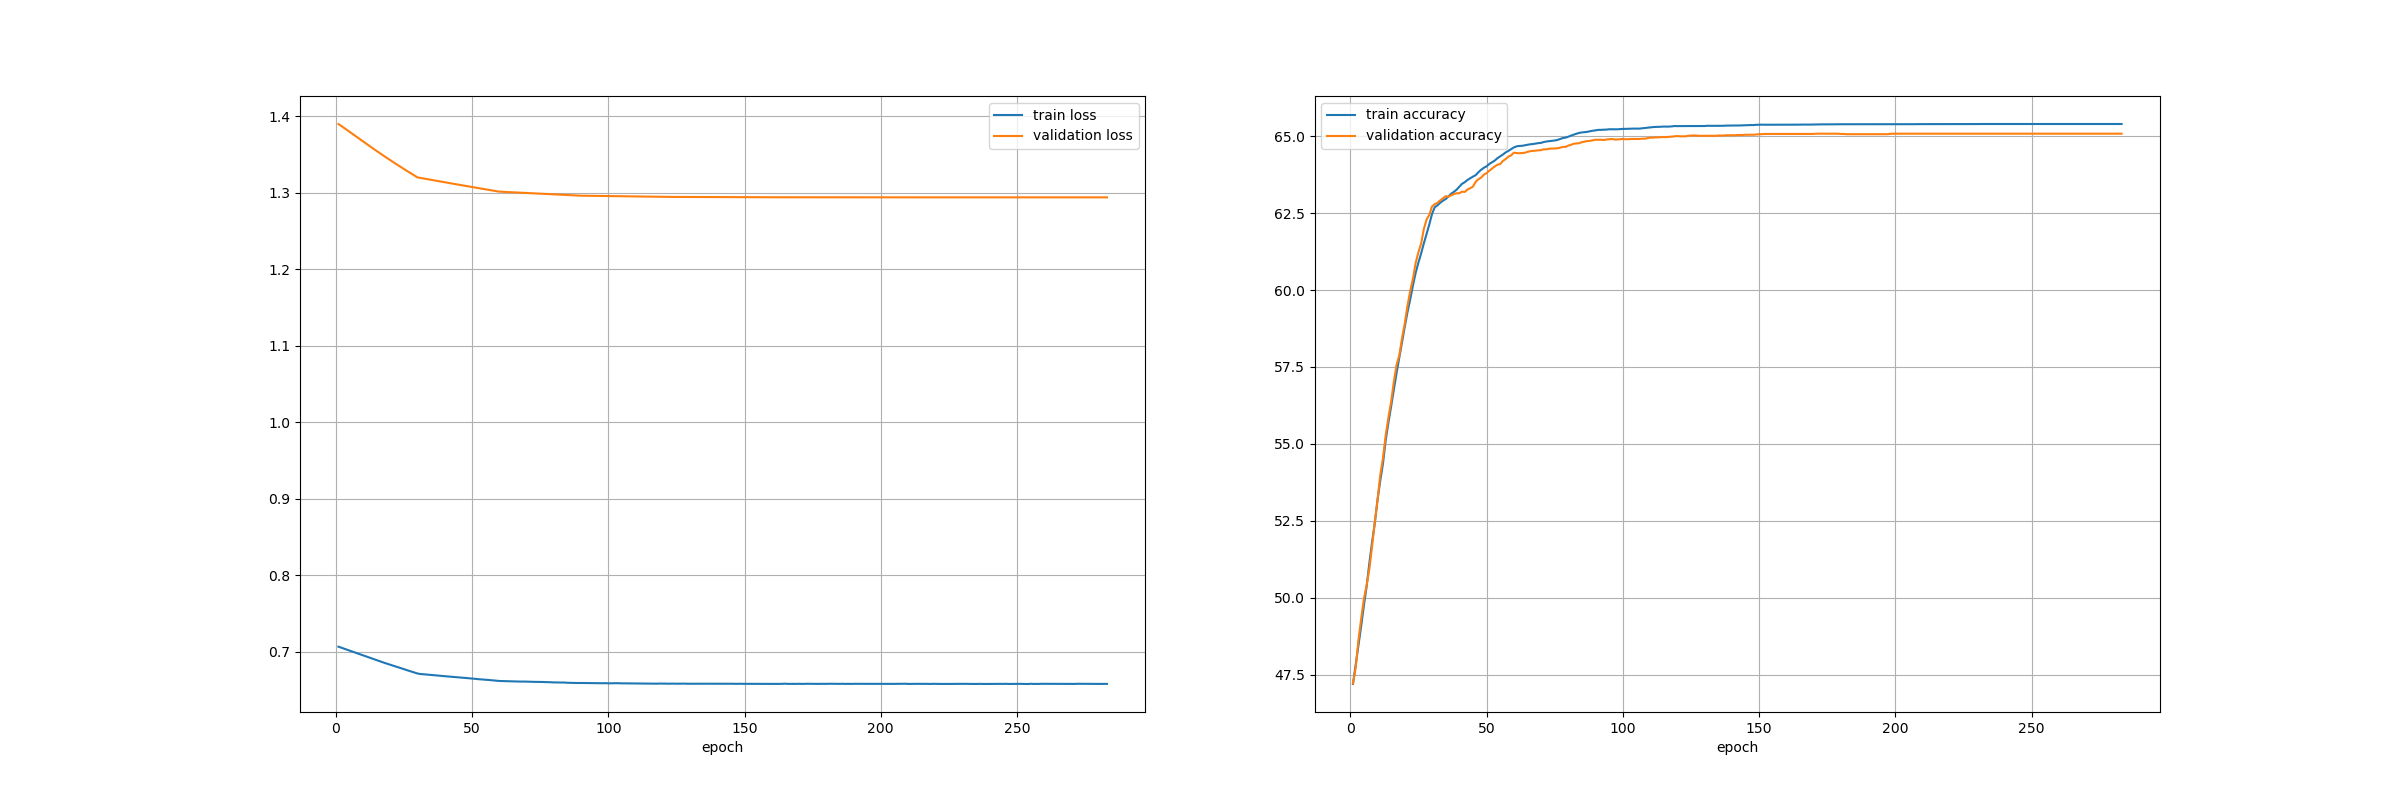 train loss
validation loss
1.4
1.3
1.2
1.1
1.0
0.9
0.8
0.7
0 50 100 150 200 250
epoch
train accuracy
validation accuracy
65.0
62.5
60.0
57.5
55.0
52.5
50.0
47.5
0 50 100 150 200 250
epoch